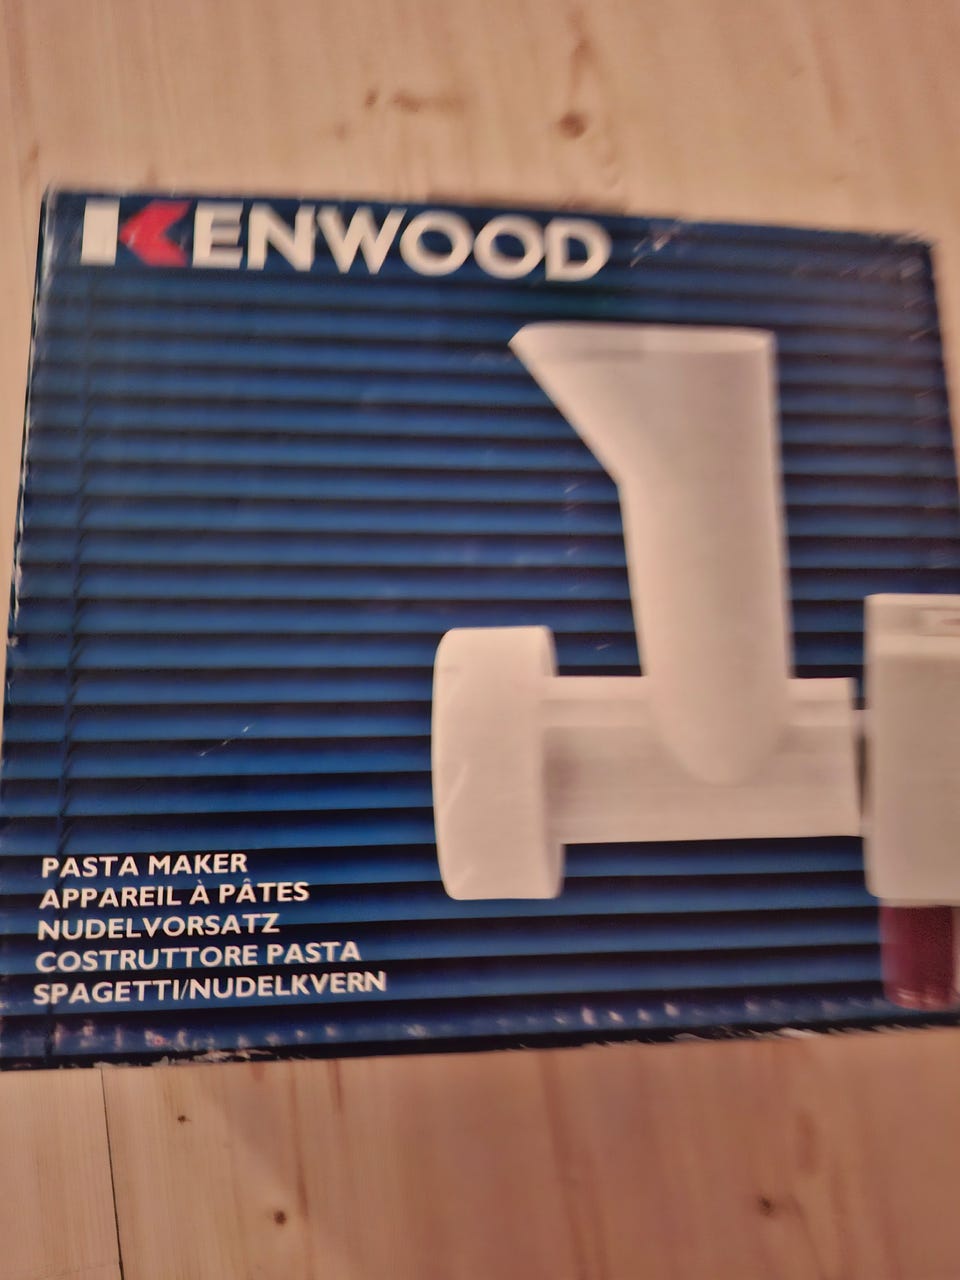 KENWOOD
PASTA MAKER
APPAREIL À PÂTES
NUDELVORSATZ
COSTRUTTORE PASTA
SPAGETTI/NUDELKVERN